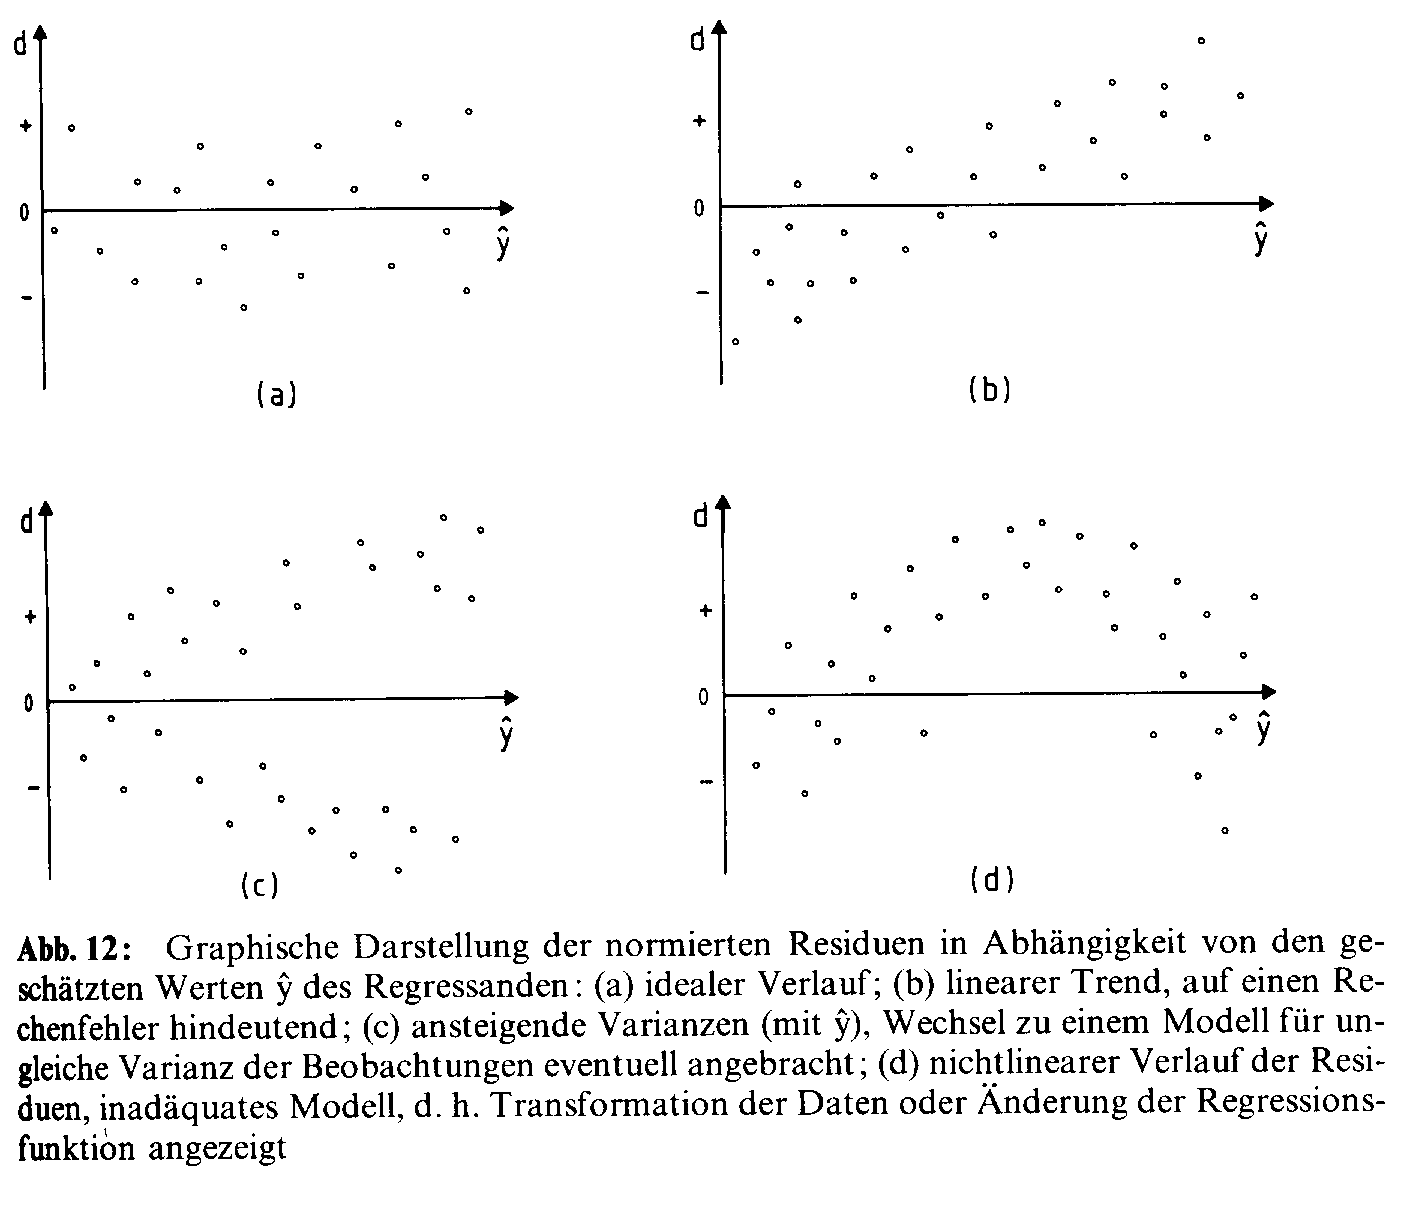 d
+
0
−
ŷ
(a)
d
+
0
−
ŷ
(b)
d
+
0
−
ŷ
(c)
d
+
0
−
ŷ
(d)
Abb. 12: Graphische Darstellung der normierten Residuen in Abhängigkeit von den ge-
schätzten Werten ŷ des Regressanden: (a) idealer Verlauf; (b) linearer Trend, auf einen Re-
chenfehler hindeutend; (c) ansteigende Varianzen (mit ŷ), Wechsel zu einem Modell für un-
gleiche Varianz der Beobachtungen eventuell angebracht; (d) nichtlinearer Verlauf der Resi-
duen, inadäquates Modell, d. h. Transformation der Daten oder Änderung der Regressions-
funktion angezeigt